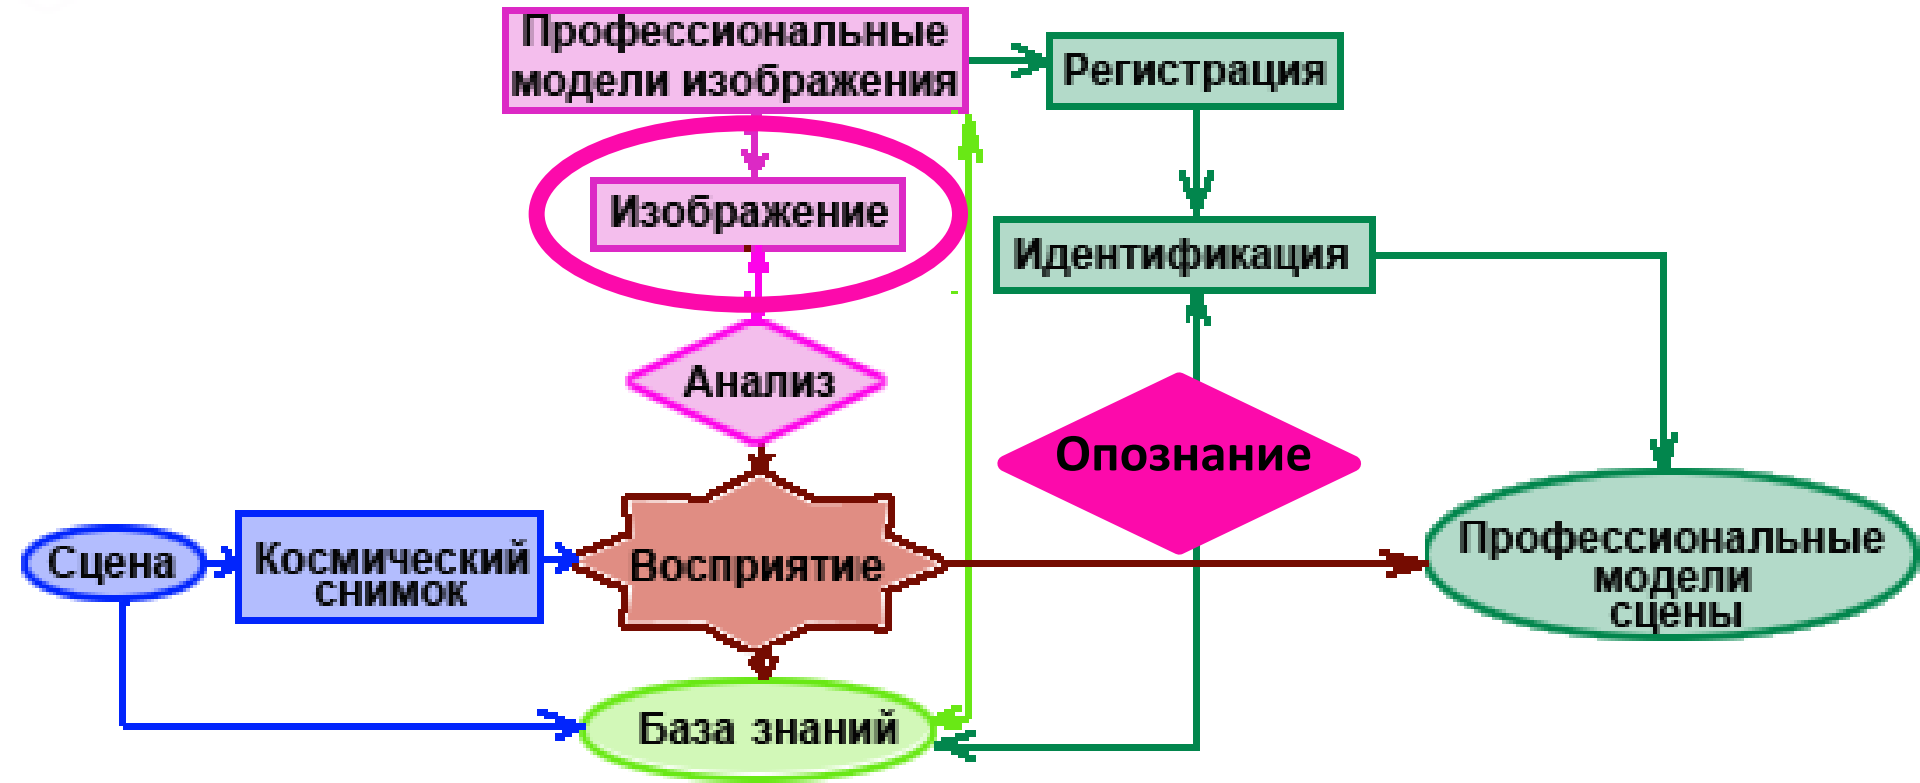 Профессиональные
модели изображения
Регистрация
Изображение
Идентификация
Анализ
Опознание
Сцена
Космический
снимок
Восприятие
Профессиональные
модели
сцены
База знаний